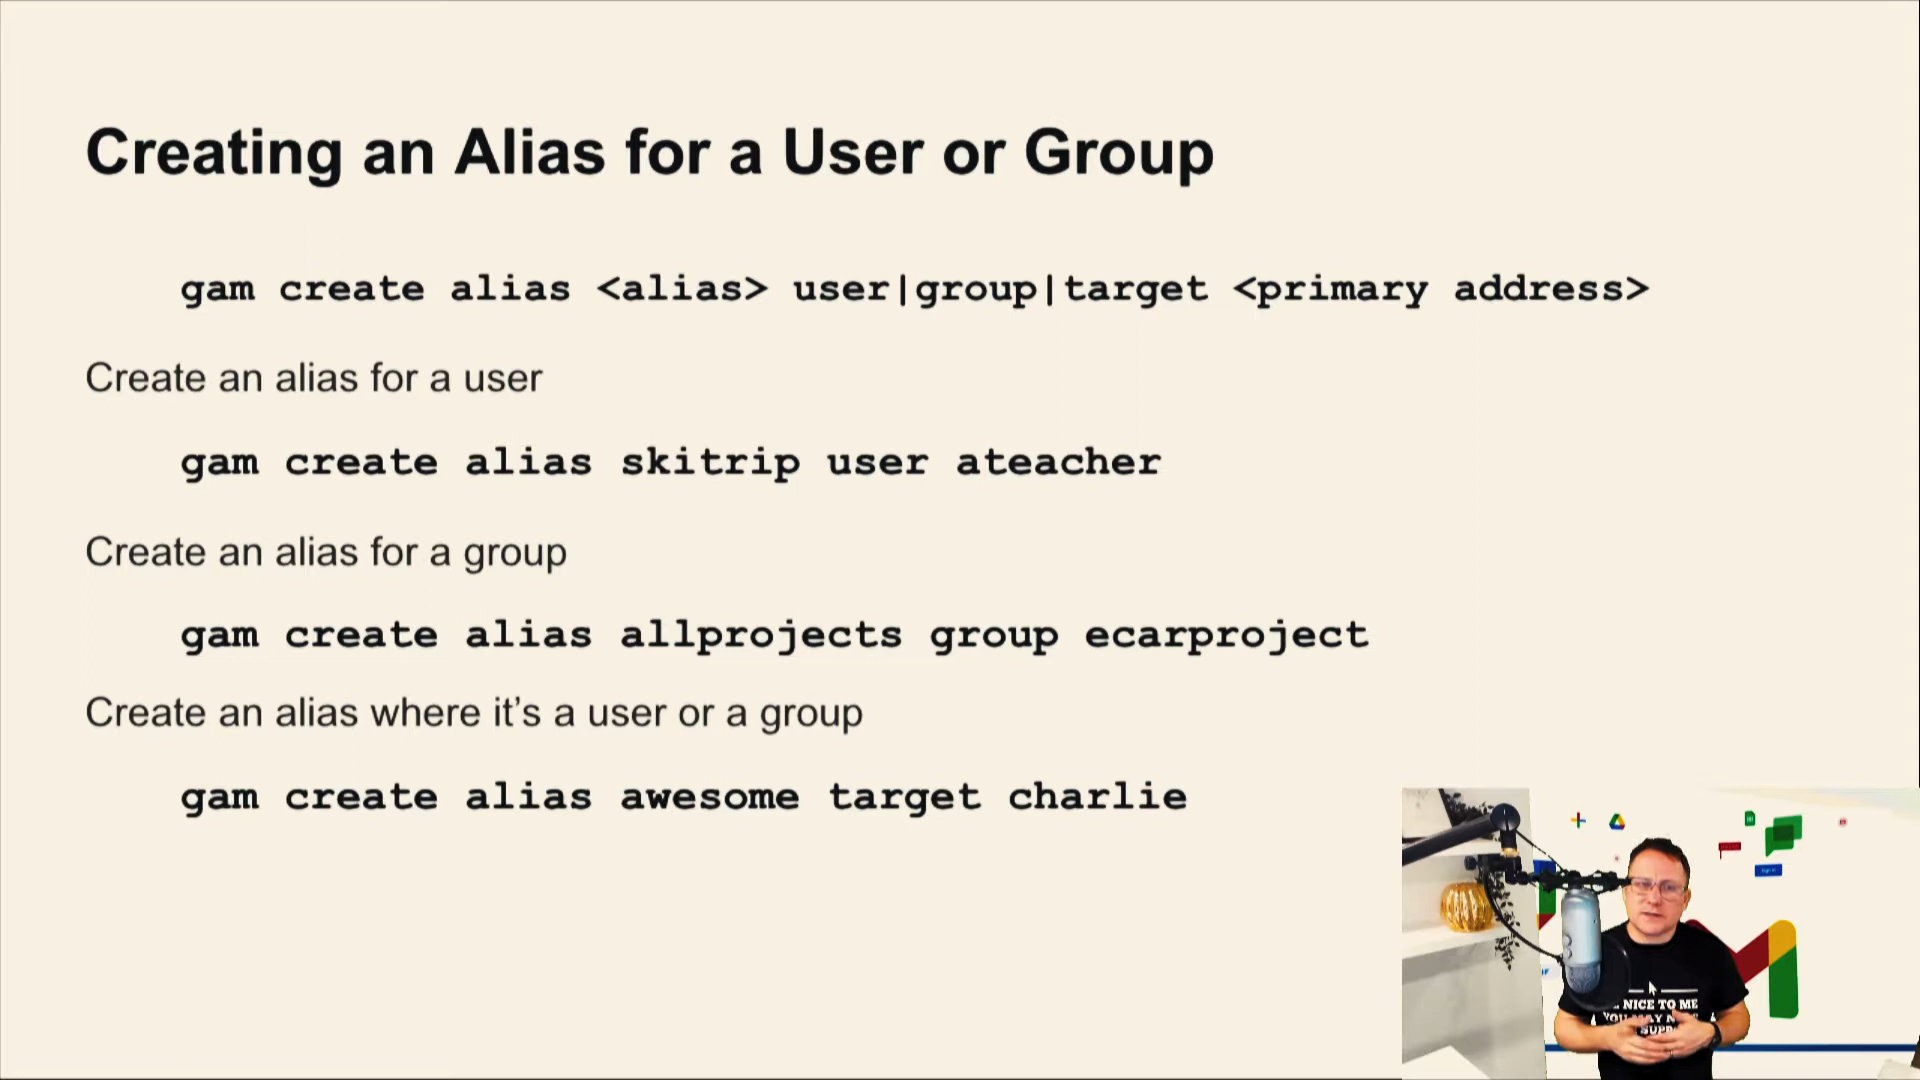 Creating an Alias for a User or Group
gam create alias <alias> user|group|target <primary address>
Create an alias for a user
gam create alias skitrip user ateacher
Create an alias for a group
gam create alias allprojects group ecarproject
Create an alias where it’s a user or a group
gam create alias awesome target charlie
NICE TO ME
YOU MAY